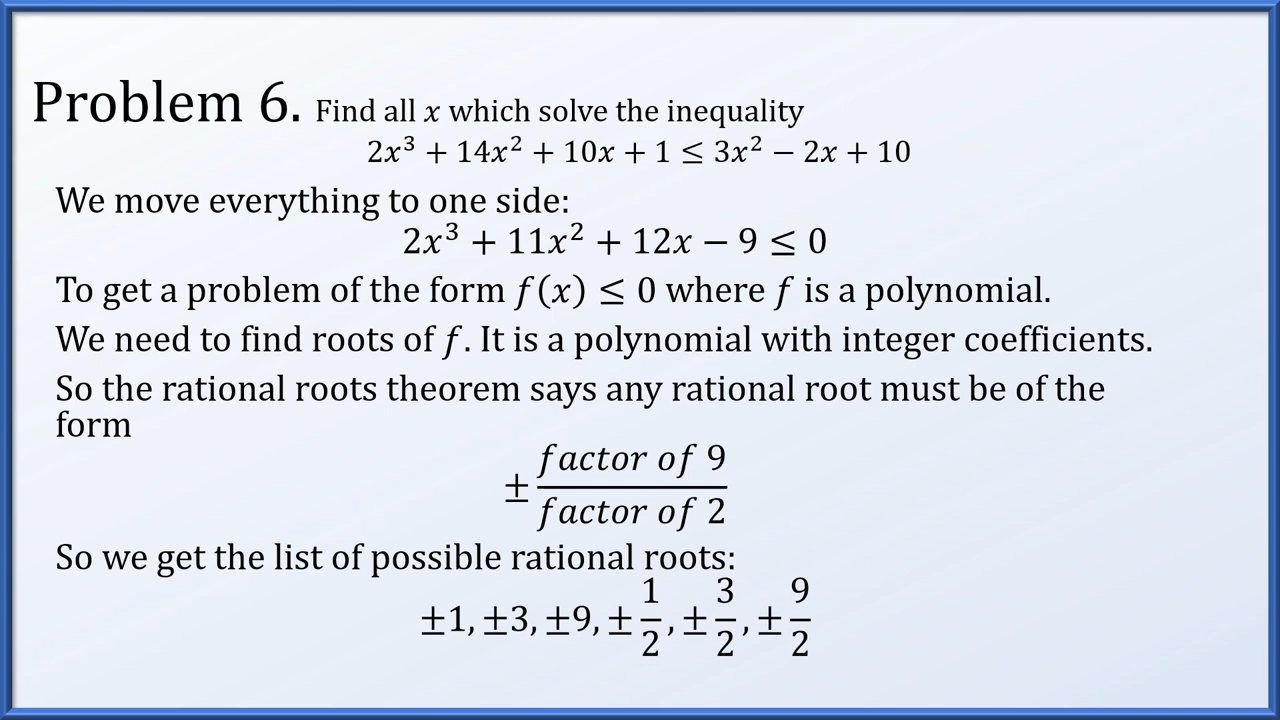 Problem 6. Find all x which solve the inequality
2x³ + 14x² + 10x + 1 ≤ 3x² − 2x + 10
We move everything to one side:
2x³ + 11x² + 12x − 9 ≤ 0
To get a problem of the form f(x) ≤ 0 where f is a polynomial.
We need to find roots of f. It is a polynomial with integer coefficients.
So the rational roots theorem says any rational root must be of the
form
± factor of 9 / factor of 2
So we get the list of possible rational roots:
±1, ±3, ±9, ± 1/2, ± 3/2, ± 9/2